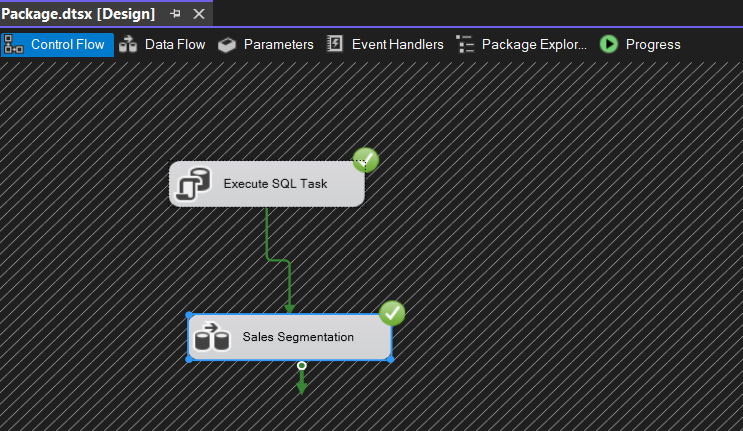 Package.dtsx [Design]
Control Flow Data Flow Parameters Event Handlers Package Explor... Progress
Execute SQL Task
Sales Segmentation